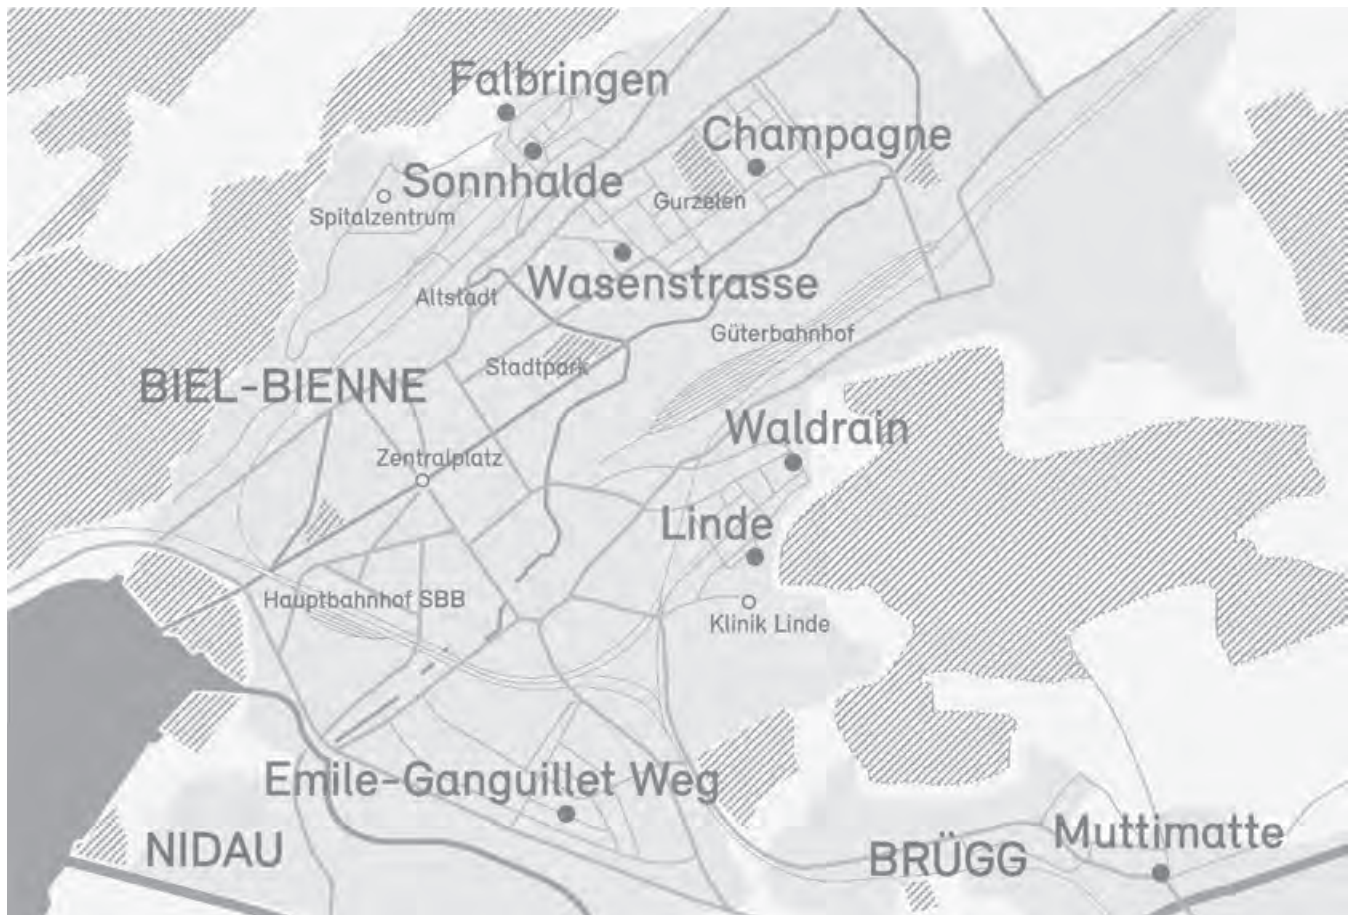 Falbringen
Champagne
Sonnhalde
Gurzelen
Spitalzentrum
Wasenstrasse
Altstadt
Güterbahnhof
Stadtpark
BIEL-BIENNE
Waldrain
Zentralplatz
Linde
Hauptbahnhof SBB
Klinik Linde
Emile-Ganguillet Weg
Muttimatte
NIDAU
BRÜGG